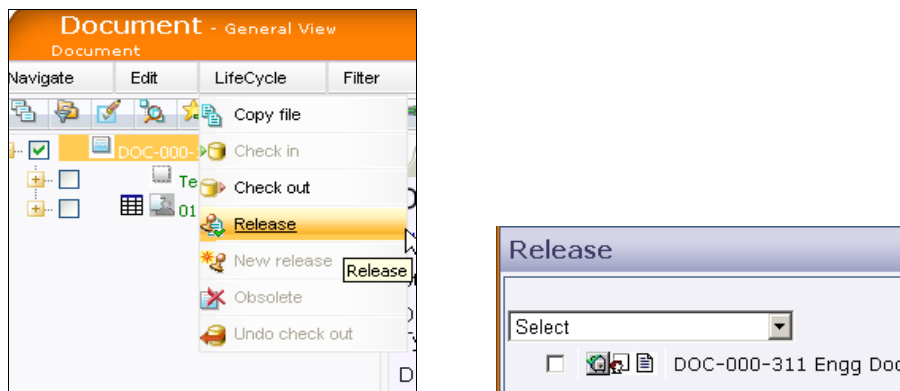 Document - General View
Document
Navigate Edit LifeCycle Filter
Copy file
DOC-000- Check in
Te Check out
01 Release
New release
Release
Obsolete
Undo check out
D
Release
Select
DOC-000-311 Engg Doc